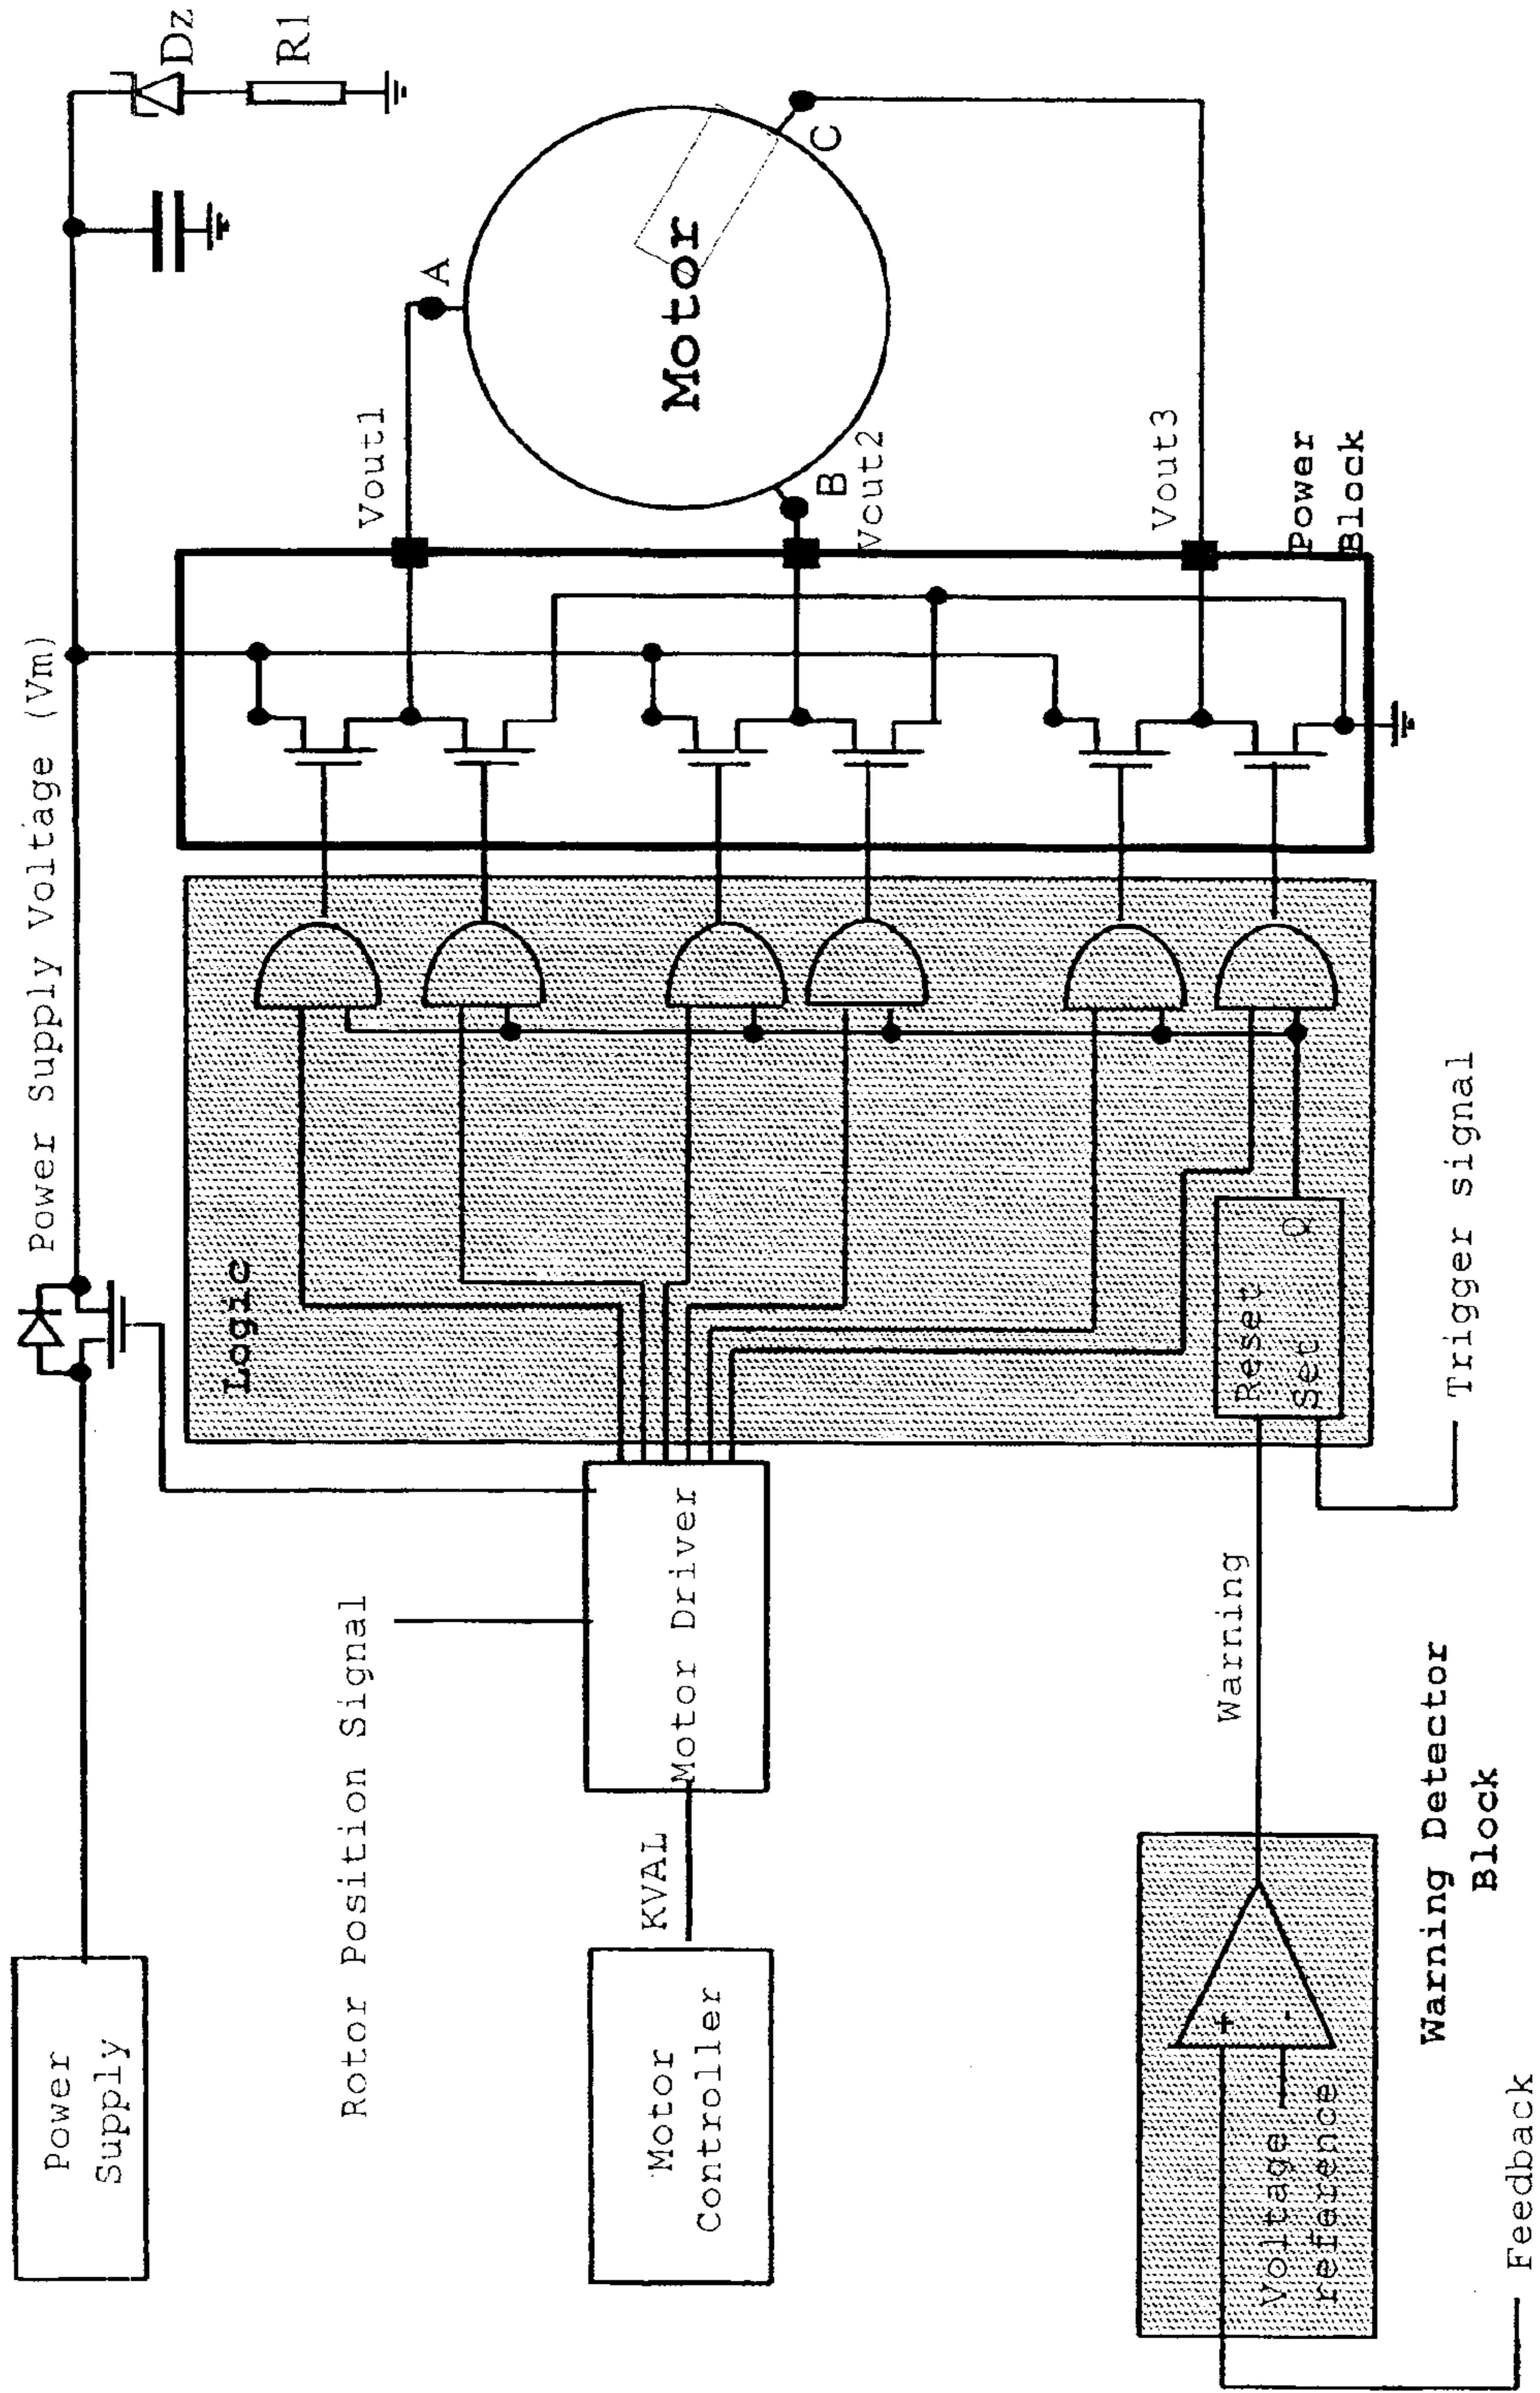 Power
Supply
Power Supply Voltage (Vm)
Dz
R1
Rotor Position Signal
Logic
Vout1
A
Motor
Controller
KVAL
Motor Driver
Motor
B
Vcut2
C
Vout3
Power
Block
Voltage
reference
+
-
Warning
Reset
Set
Q
Warning Detector
Block
Trigger signal
Feedback